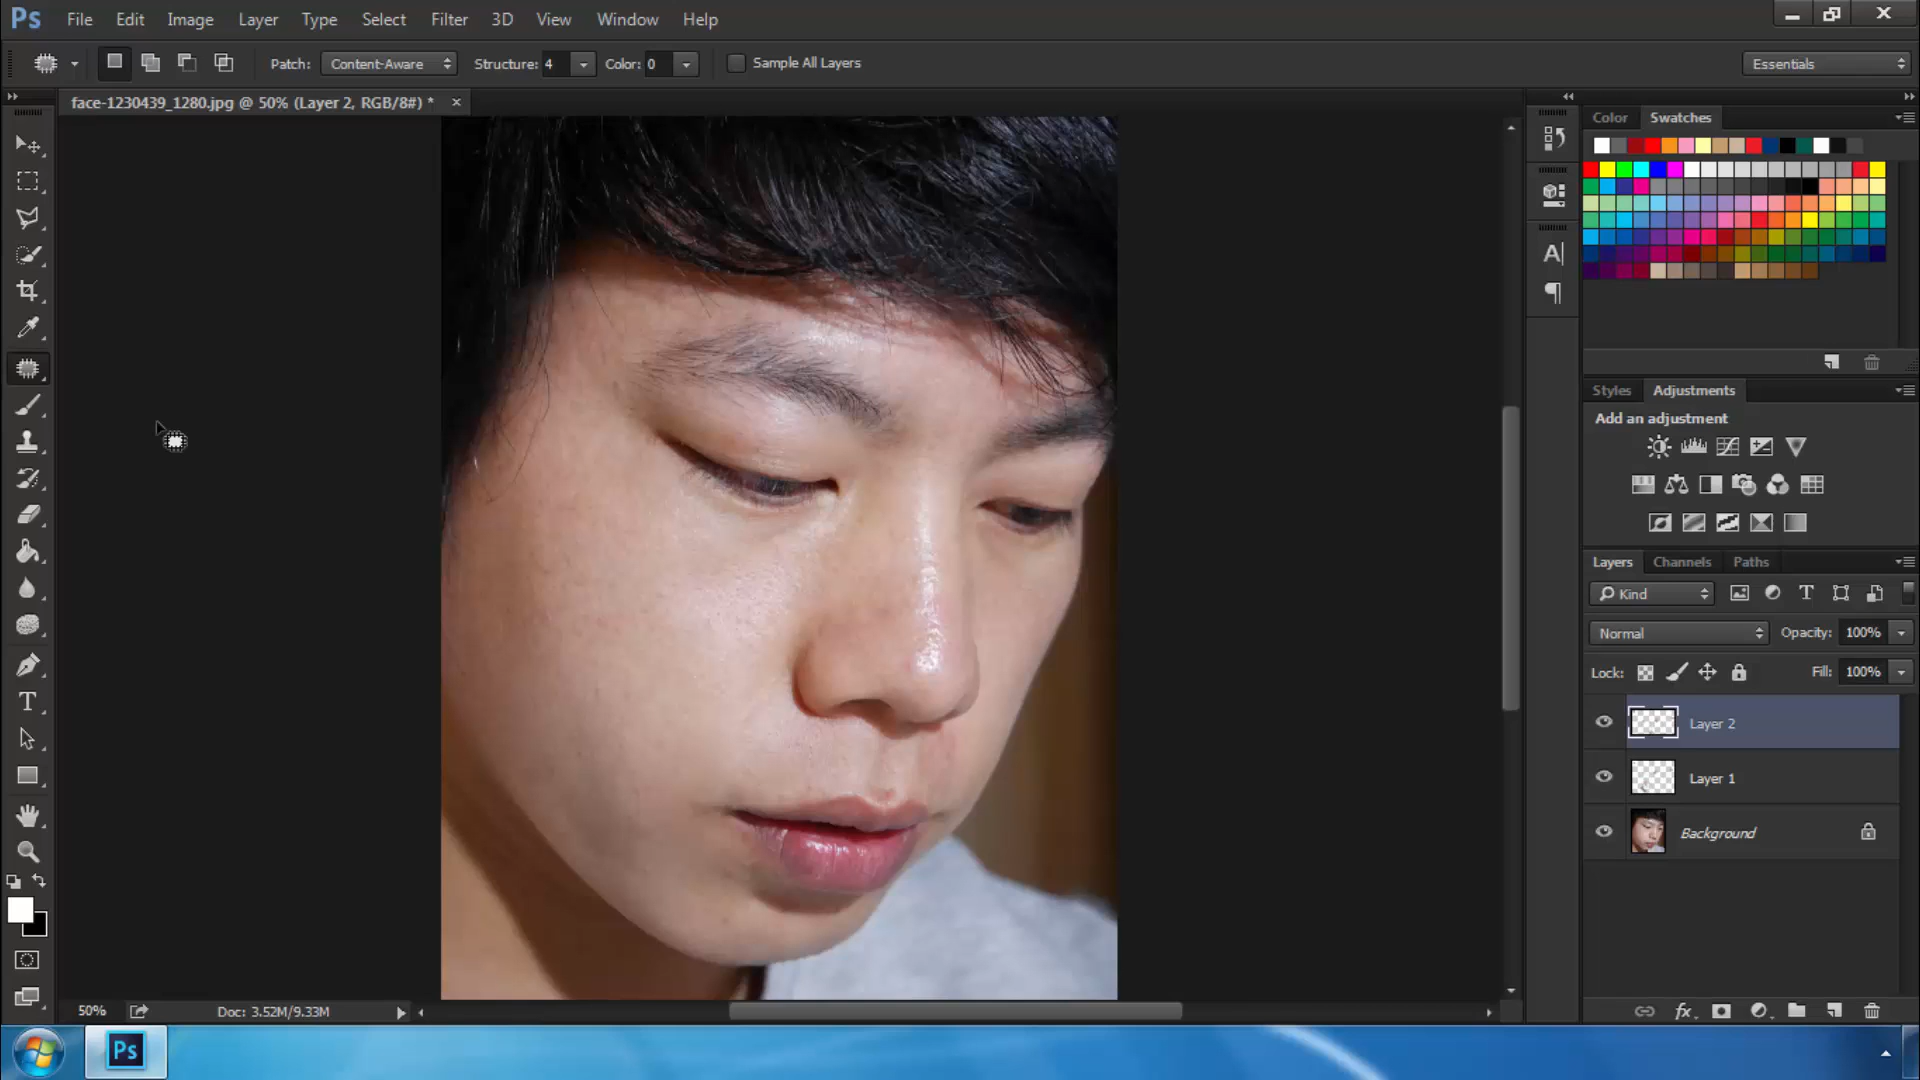 Ps File Edit Image Layer Type Select Filter 3D View Window Help
Patch: Content-Aware Structure: 4 Color: 0 Sample All Layers Essentials
face-1230439_1280.jpg @ 50% (Layer 2, RGB/8#) * ×
Color Swatches
Styles Adjustments
Add an adjustment
Layers Channels Paths
Kind
Normal Opacity: 100%
Lock: Fill: 100%
Layer 2
Layer 1
Background
50% Doc: 3.52M/9.33M
Ps